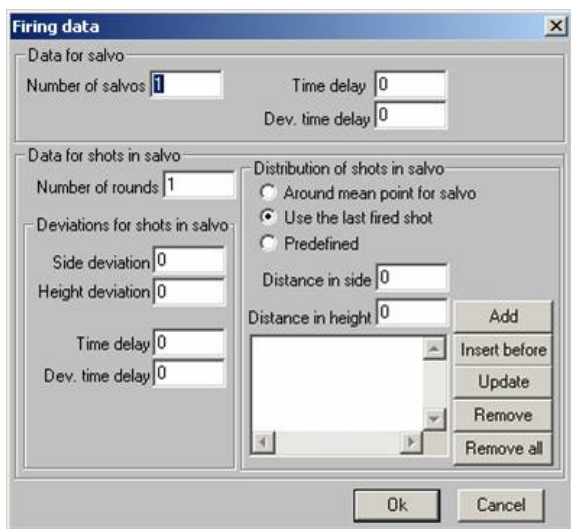 Firing data
Data for salvo
Number of salvos 1
Time delay 0
Dev. time delay 0
Data for shots in salvo
Number of rounds 1
Deviations for shots in salvo
Side deviation 0
Height deviation 0
Time delay 0
Dev. time delay 0
Distribution of shots in salvo
Around mean point for salvo
Use the last fired shot
Predefined
Distance in side 0
Distance in height 0
Add
Insert before
Update
Remove
Remove all
Ok
Cancel